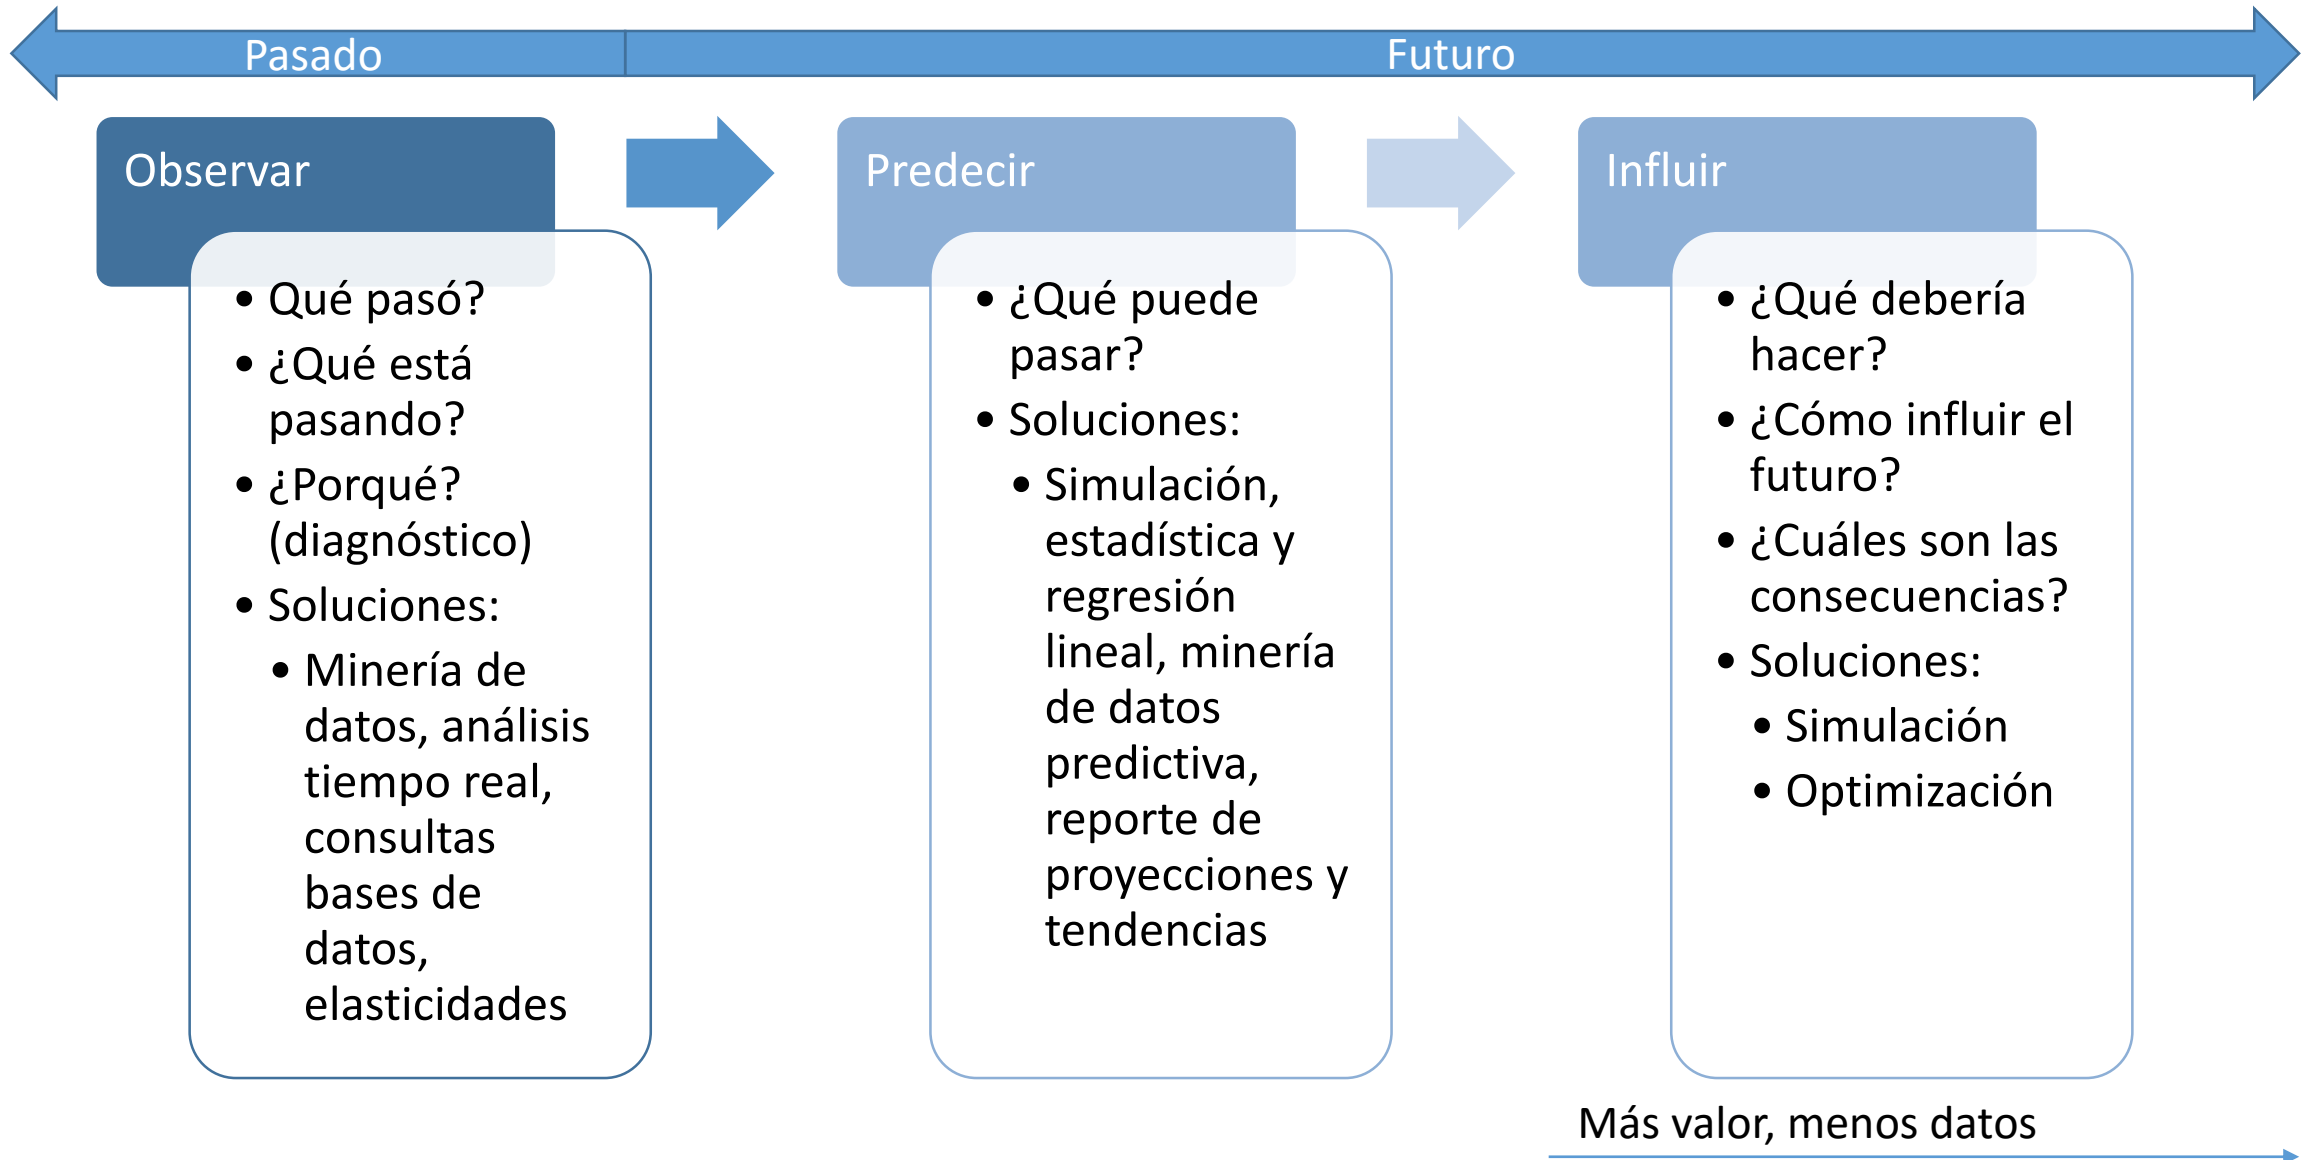 Pasado
Futuro
Observar
• Qué pasó?
• ¿Qué está
pasando?
• ¿Porqué?
(diagnóstico)
• Soluciones:
• Minería de
datos, análisis
tiempo real,
consultas
bases de
datos,
elasticidades
Predecir
• ¿Qué puede
pasar?
• Soluciones:
• Simulación,
estadística y
regresión
lineal, minería
de datos
predictiva,
reporte de
proyecciones y
tendencias
Influir
• ¿Qué debería
hacer?
• ¿Cómo influir el
futuro?
• ¿Cuáles son las
consecuencias?
• Soluciones:
• Simulación
• Optimización
Más valor, menos datos